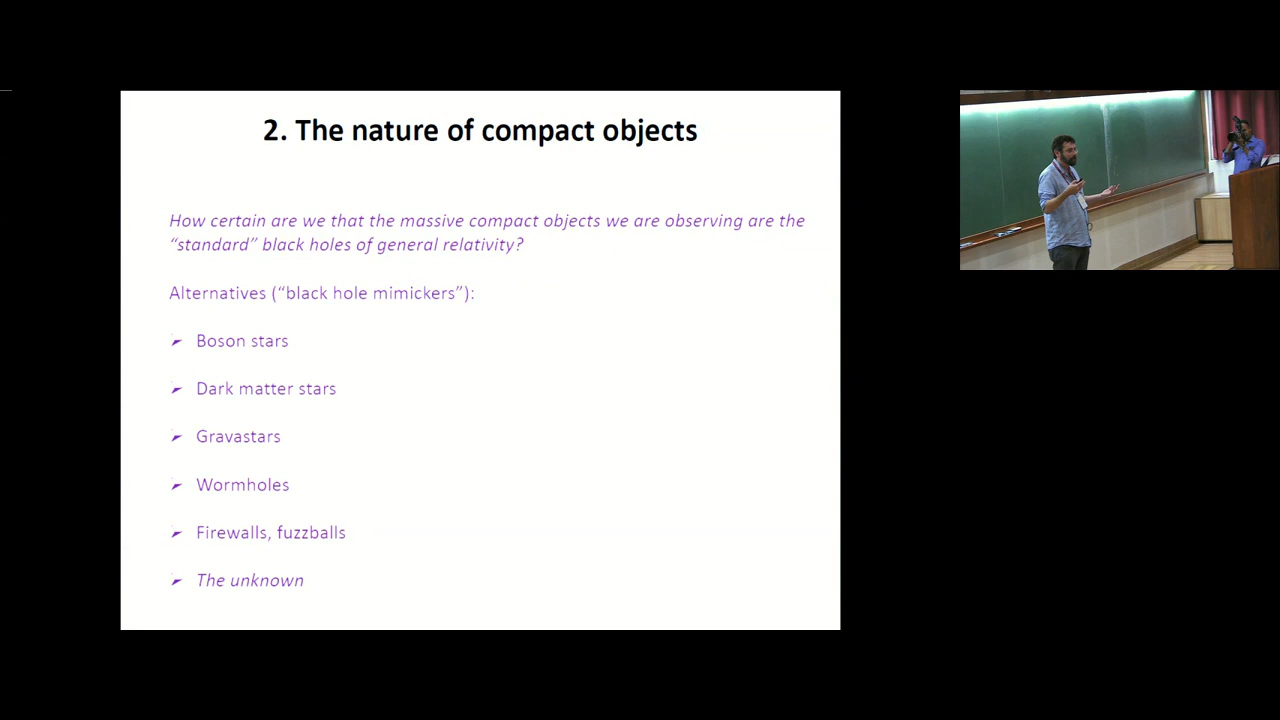 2. The nature of compact objects
How certain are we that the massive compact objects we are observing are the
“standard” black holes of general relativity?
Alternatives (“black hole mimickers”):
➢ Boson stars
➢ Dark matter stars
➢ Gravastars
➢ Wormholes
➢ Firewalls, fuzzballs
➢ The unknown